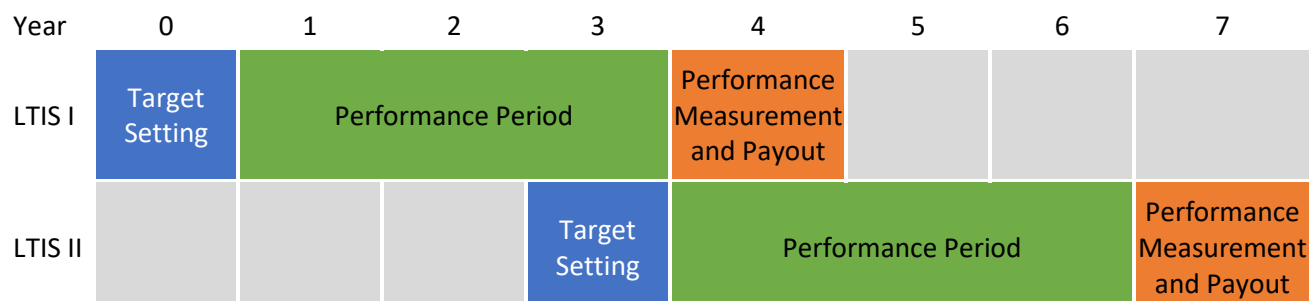 Year 0 1 2 3 4 5 6 7
LTIS I
Target
Setting
Performance Period
Performance
Measurement
and Payout
LTIS II
Target
Setting
Performance Period
Performance
Measurement
and Payout